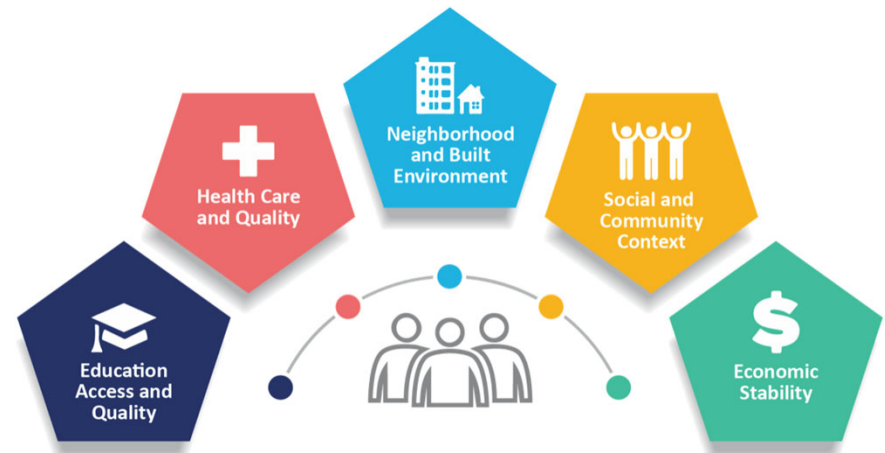 Education
Access and
Quality
Health Care
and Quality
Neighborhood
and Built
Environment
Social and
Community
Context
$
Economic
Stability